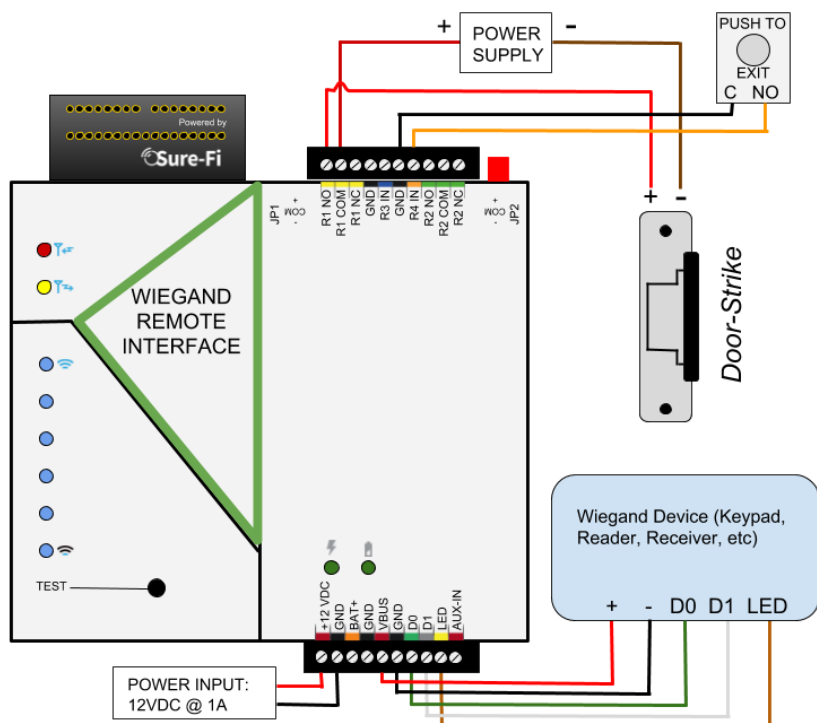 +
POWER
SUPPLY
-
PUSH TO
EXIT
C NO
Powered by
Sure-Fi
+
COM
-
JP1
R1 NO
R1 COM
R1 NC
GND
R3 IN
GND
R4 IN
R2 NO
R2 COM
R2 NC
+
COM
-
JP2
+ -
Door-Strike
WIEGAND
REMOTE
INTERFACE
TEST
+12 VDC
GND
BAT+
GND
VBUS
GND
D0
D1
LED
AUX-IN
Wiegand Device (Keypad,
Reader, Receiver, etc)
+ - D0 D1 LED
POWER INPUT:
12VDC @ 1A